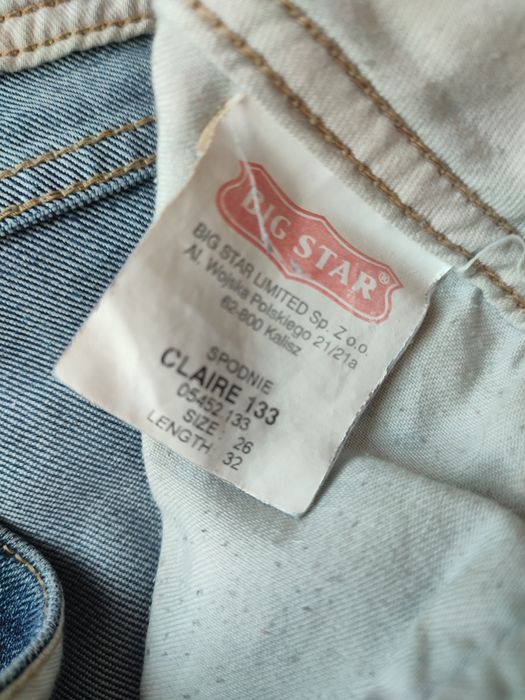 BIG STAR®
BIG STAR LIMITED Sp. Z o.o.
Al. Wojska Polskiego 21/21a
62-800 Kalisz
SPODNIE
CLAIRE 133
05452 133
SIZE : 26
LENGTH : 32